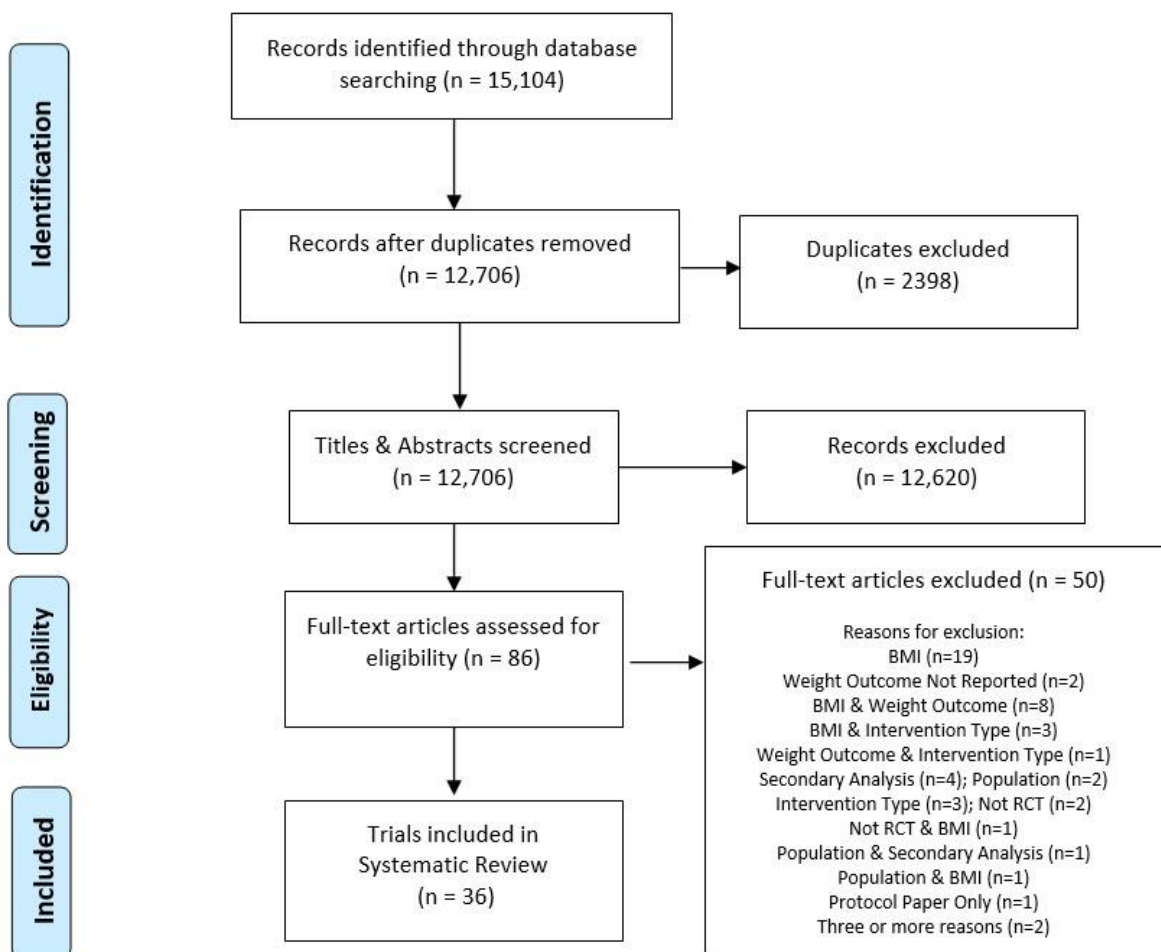 Identification
Records identified through database
searching (n = 15,104)
Records after duplicates removed
(n = 12,706)
Duplicates excluded
(n = 2398)
Screening
Titles & Abstracts screened
(n = 12,706)
Records excluded
(n = 12,620)
Eligibility
Full-text articles assessed for
eligibility (n = 86)
Full-text articles excluded (n = 50)
Reasons for exclusion:
BMI (n=19)
Weight Outcome Not Reported (n=2)
BMI & Weight Outcome (n=8)
BMI & Intervention Type (n=3)
Weight Outcome & Intervention Type (n=1)
Secondary Analysis (n=4); Population (n=2)
Intervention Type (n=3); Not RCT (n=2)
Not RCT & BMI (n=1)
Population & Secondary Analysis (n=1)
Population & BMI (n=1)
Protocol Paper Only (n=1)
Three or more reasons (n=2)
Included
Trials included in
Systematic Review
(n = 36)